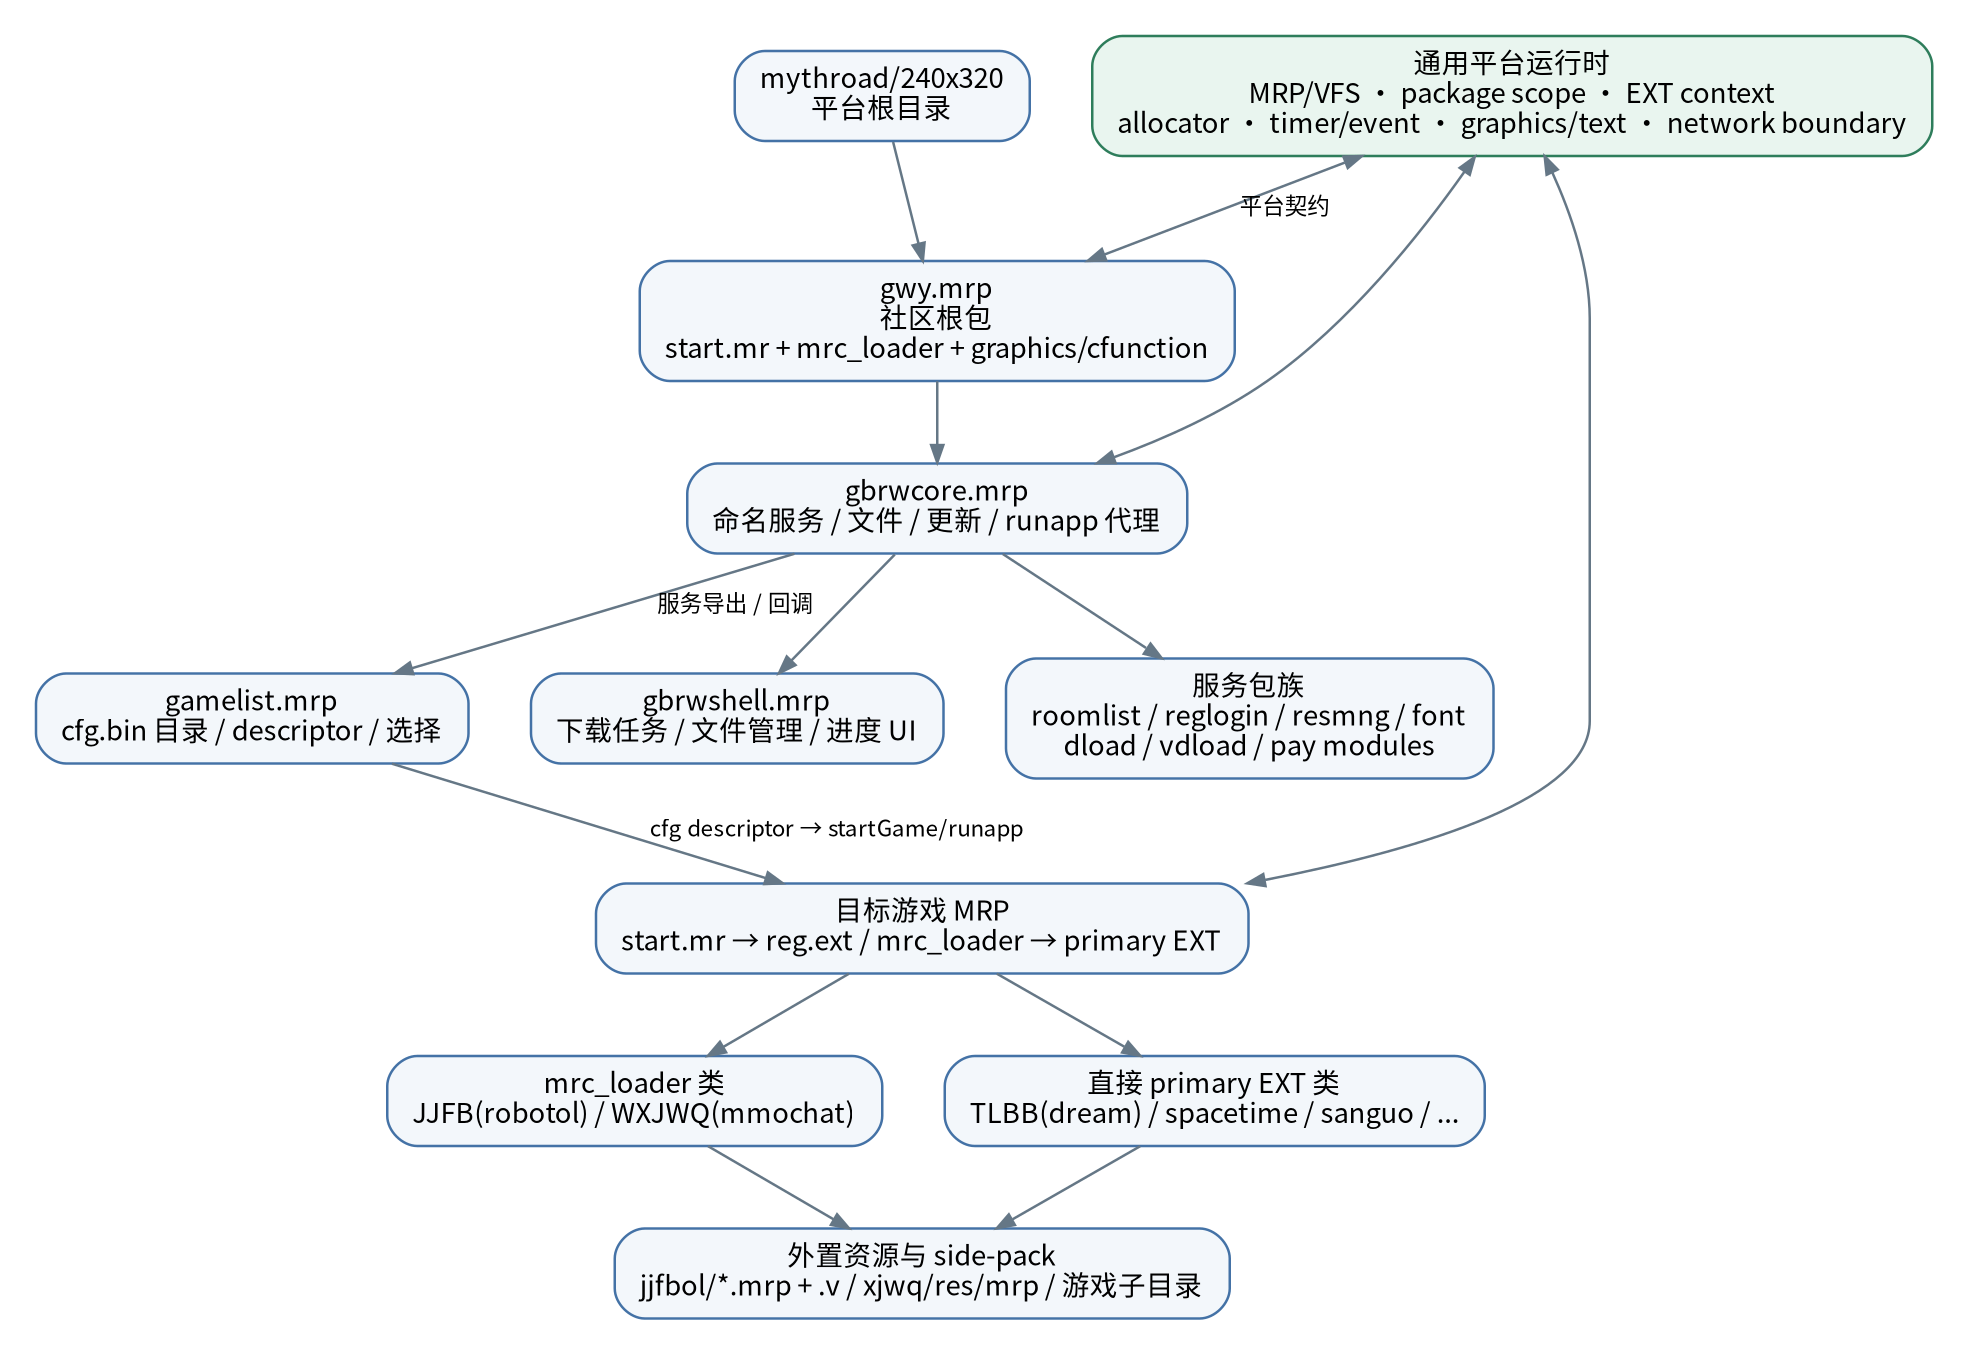 mythroad/240x320
平台根目录
通用平台运行时
MRP/VFS · package scope · EXT context
allocator · timer/event · graphics/text · network boundary
平台契约
gwy.mrp
社区根包
start.mr + mrc_loader + graphics/cfunction
gbrwcore.mrp
命名服务 / 文件 / 更新 / runapp 代理
服务导出 / 回调
gamelist.mrp
cfg.bin 目录 / descriptor / 选择
gbrwshell.mrp
下载任务 / 文件管理 / 进度 UI
服务包族
roomlist / reglogin / resmng / font
dload / vdload / pay modules
cfg descriptor → startGame/runapp
目标游戏 MRP
start.mr → reg.ext / mrc_loader → primary EXT
mrc_loader 类
JJFB(robotol) / WXJWQ(mmochat)
直接 primary EXT 类
TLBB(dream) / spacetime / sanguo / ...
外置资源与 side-pack
jjfbol/*.mrp + .v / xjwq/res/mrp / 游戏子目录